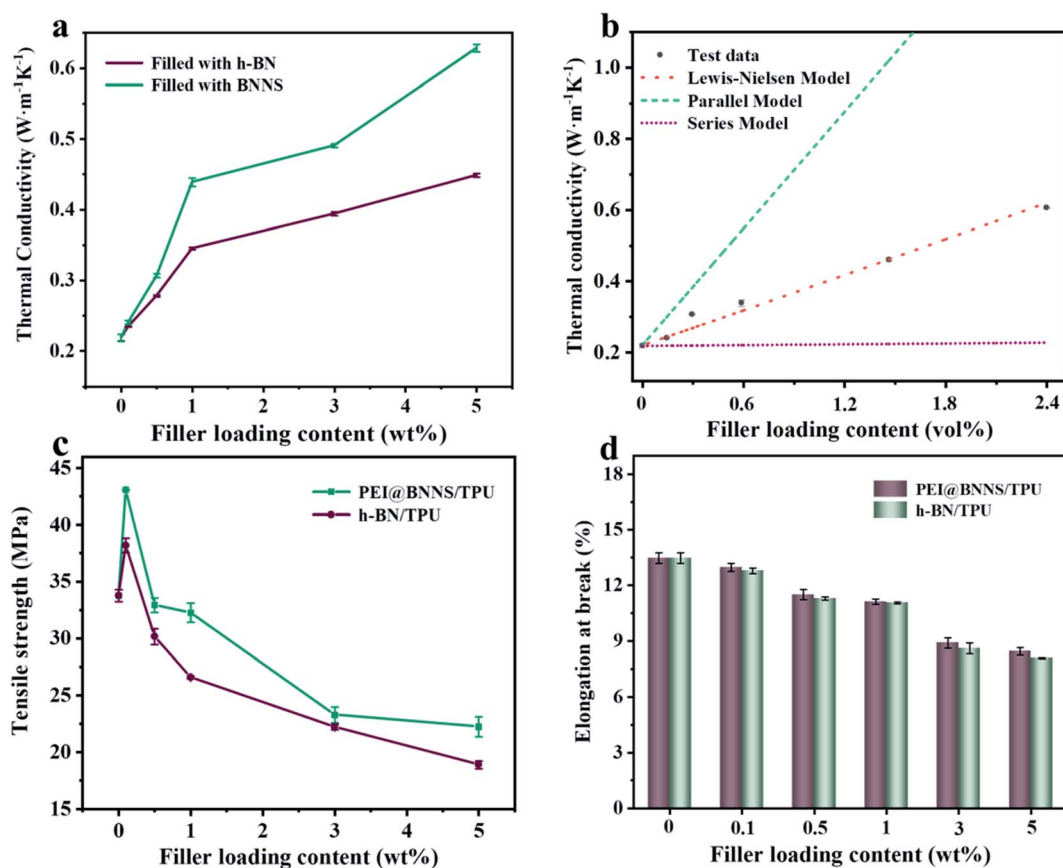 a
Thermal Conductivity (W·m⁻¹K⁻¹)
0.6
0.5
0.4
0.3
0.2
Filled with h-BN
Filled with BNNS
0 1 2 3 4 5
Filler loading content (wt%)
b
Thermal conductivity (W·m⁻¹K⁻¹)
1.0
0.8
0.6
0.4
0.2
Test data
Lewis-Nielsen Model
Parallel Model
Series Model
0 0.6 1.2 1.8 2.4
Filler loading content (vol%)
c
Tensile strength (MPa)
45
40
35
30
25
20
15
PEI@BNNS/TPU
h-BN/TPU
0 1 2 3 4 5
Filler loading content (wt%)
d
Elongation at break (%)
18
15
12
9
6
3
0
PEI@BNNS/TPU
h-BN/TPU
0 0.1 0.5 1 3 5
Filler loading content (wt%)